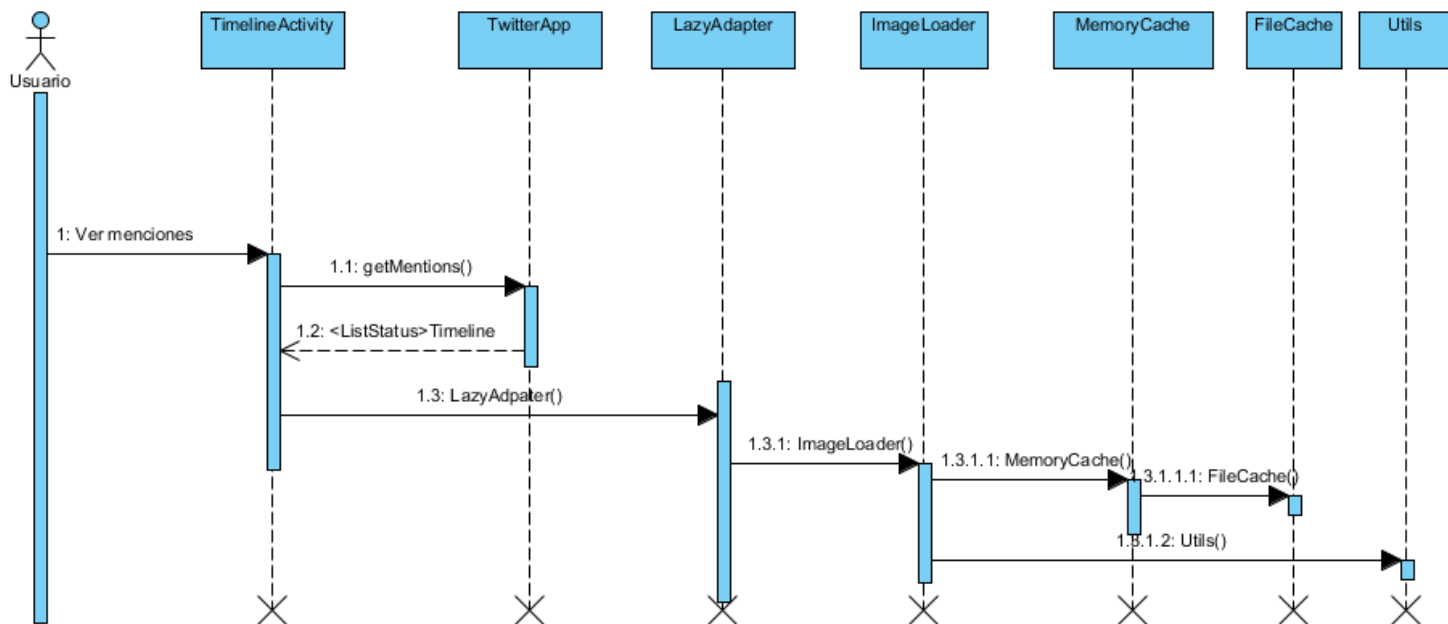 TimelineActivity
TwitterApp
LazyAdapter
ImageLoader
MemoryCache
FileCache
Utils
Usuario
1: Ver menciones
1.1: getMentions()
1.2: <ListStatus>Timeline
1.3: LazyAdpater()
1.3.1: ImageLoader()
1.3.1.1: MemoryCache()
1.3.1.1.1: FileCache()
1.3.1.2: Utils()